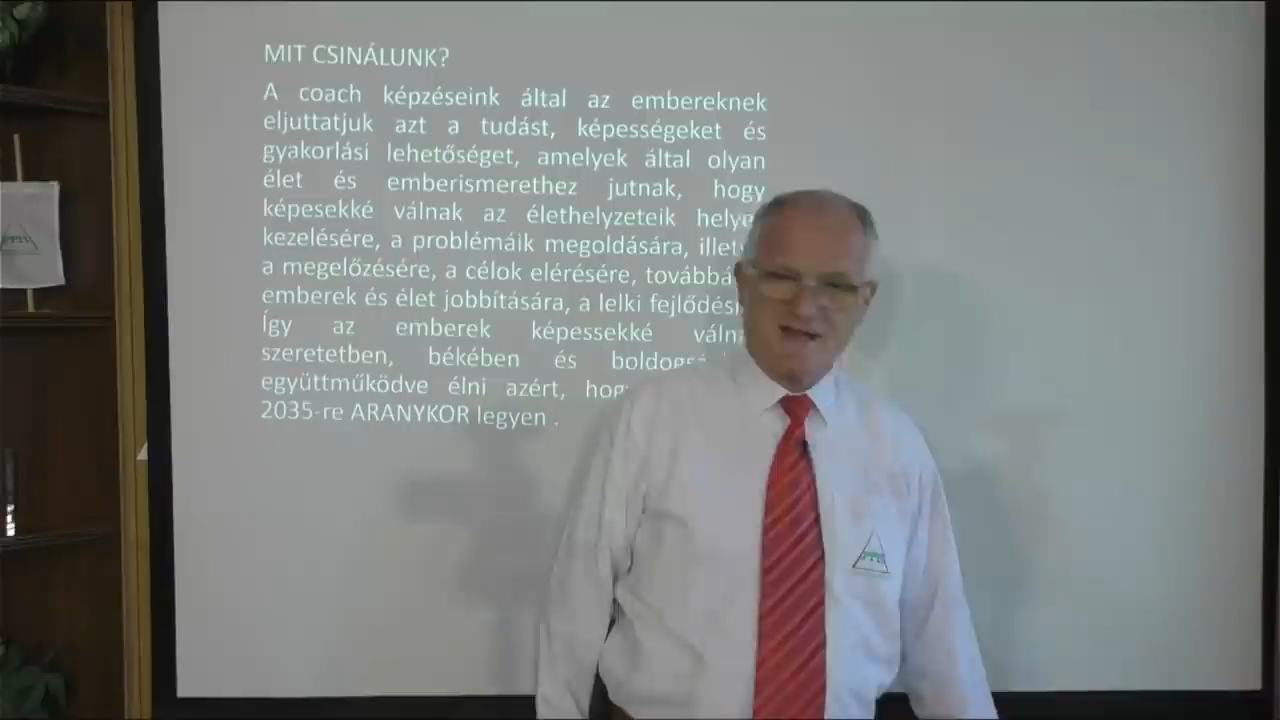 MIT CSINÁLUNK?
A coach képzéseink által az embereknek
eljuttatjuk azt a tudást, képességeket és
gyakorlási lehetőséget, amelyek által olyan
élet és emberismerethez jutnak, hogy
képesekké válnak az élethelyzeteik
kezelésére, a problémáik megoldására,
a megelőzésére, a célok elérésére,
emberek és élet jobbítására, a lelki
Így az emberek képessekké
szeretetben, békében és
együttműködve élni azért,
2035-re ARANYKOR legyen .